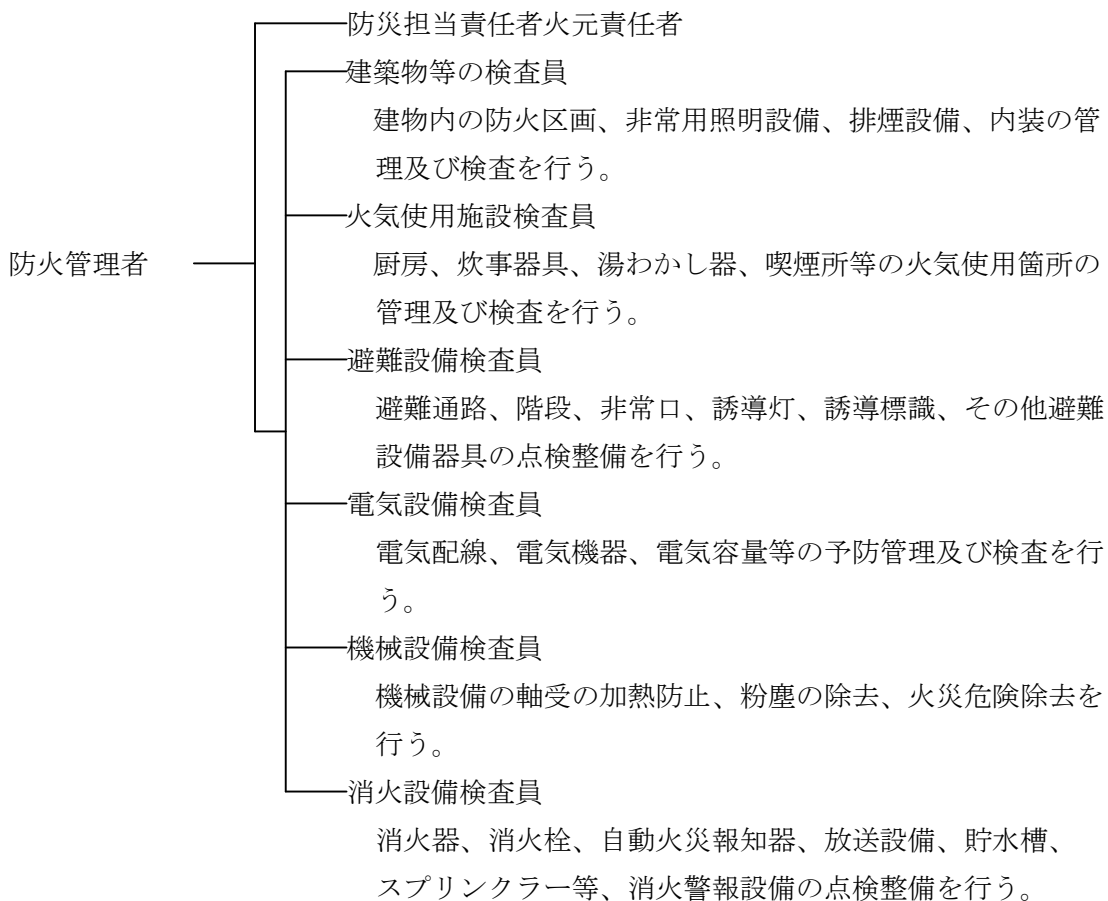 防災担当責任者火元責任者
建築物等の検査員
建物内の防火区画、非常用照明設備、排煙設備、内装の管
理及び検査を行う。
火気使用施設検査員
防火管理者
厨房、炊事器具、湯わかし器、喫煙所等の火気使用箇所の
管理及び検査を行う。
避難設備検査員
避難通路、階段、非常口、誘導灯、誘導標識、その他避難
設備器具の点検整備を行う。
電気設備検査員
電気配線、電気機器、電気容量等の予防管理及び検査を行
う。
機械設備検査員
機械設備の軸受の加熱防止、粉塵の除去、火災危険除去を
行う。
消火設備検査員
消火器、消火栓、自動火災報知器、放送設備、貯水槽、
スプリンクラー等、消火警報設備の点検整備を行う。